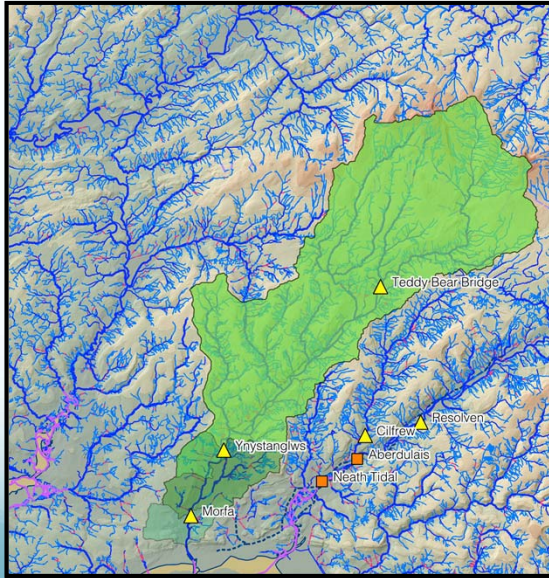 Teddy Bear Bridge
Resolven
Cilfrew
Ynystanglws
Aberdulais
Neath Tidal
Morfa